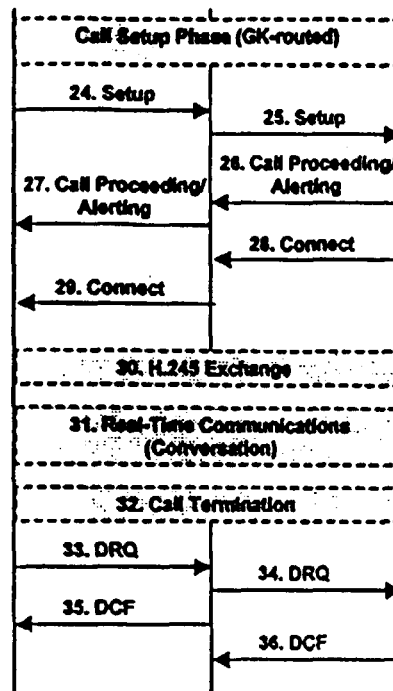 Call Setup Phase (GK-routed)
24. Setup
25. Setup
26. Call Proceeding/
Alerting
27. Call Proceeding/
Alerting
28. Connect
29. Connect
30. H.245 Exchange
31. Real-Time Communications
(Conversation)
32. Call Termination
33. DRQ
34. DRQ
35. DCF
36. DCF